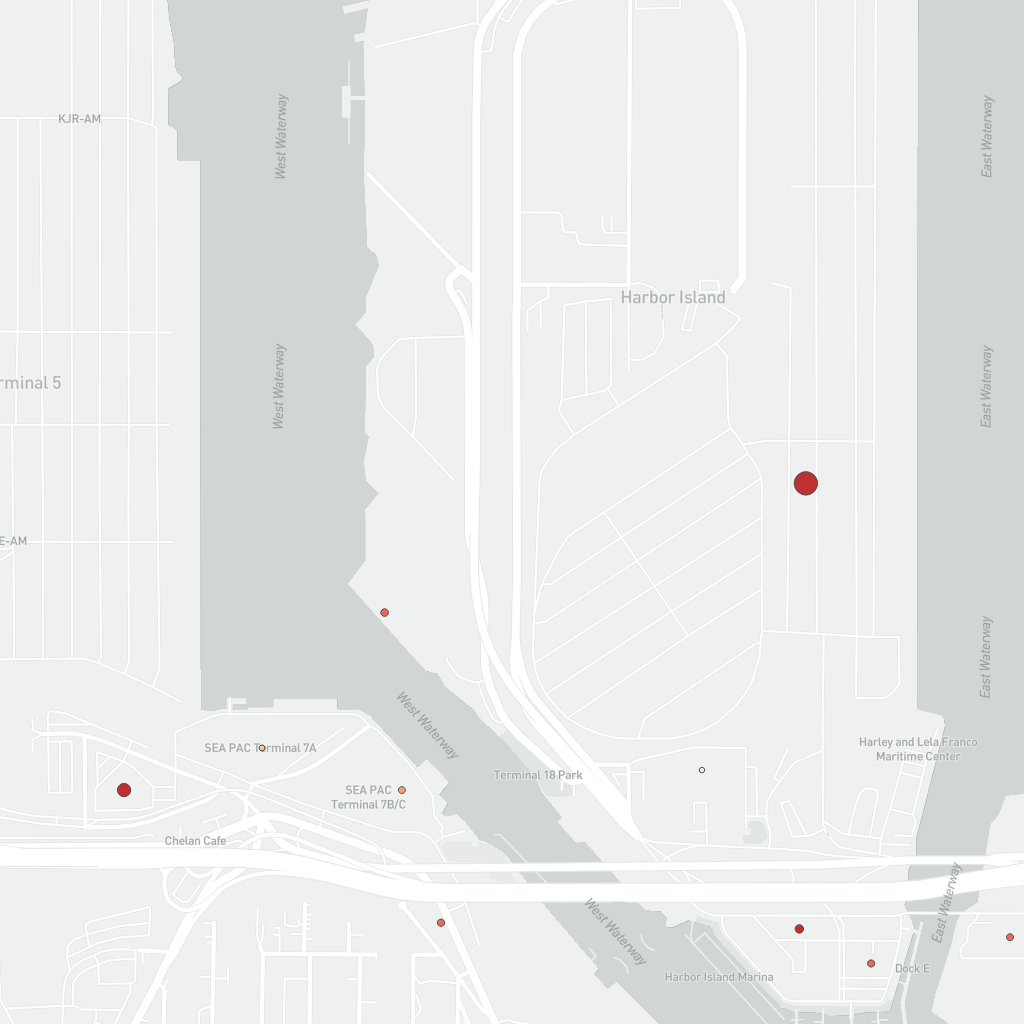 KJR-AM
West Waterway
East Waterway
Harbor Island
West Waterway
East Waterway
rminal 5
E-AM
East Waterway
West Waterway
SEA PAC Terminal 7A
SEA PAC
Terminal 7B/C
Terminal 18 Park
Harley and Lela Franco
Maritime Center
Chelan Cafe
East Waterway
West Waterway
Harbor Island Marina
Dock E